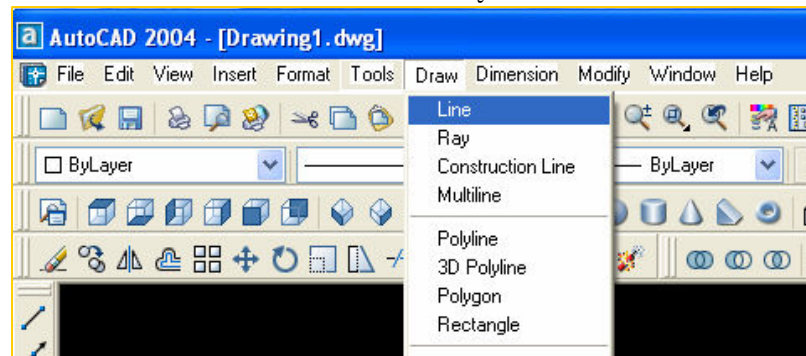 a AutoCAD 2004 - [Drawing1.dwg]
File Edit View Insert Format Tools Draw Dimension Modify Window Help
Line
Ray
ByLayer
Construction Line
ByLayer
Multiline
Polyline
3D Polyline
Polygon
Rectangle